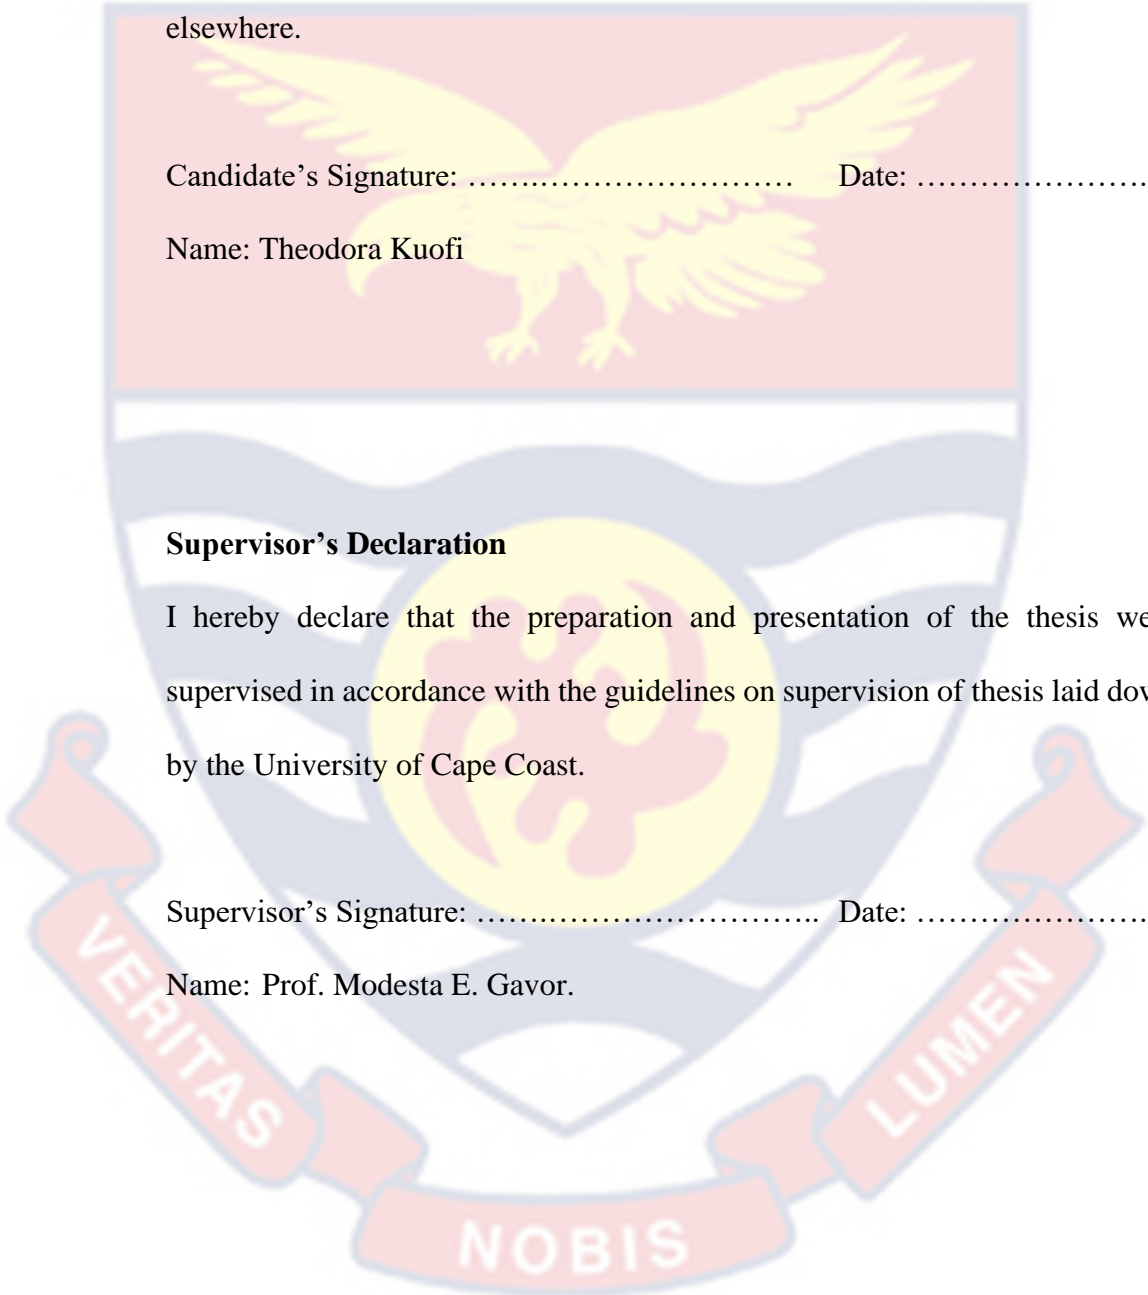 elsewhere.
Candidate’s Signature: …….…………………… Date: ………………….
Name: Theodora Kuofi
Supervisor’s Declaration
I hereby declare that the preparation and presentation of the thesis we
supervised in accordance with the guidelines on supervision of thesis laid dov
by the University of Cape Coast.
Supervisor’s Signature: …….……………………….. Date: ………………….
Name: Prof. Modesta E. Gavor.
VERITAS
NOBIS
LUMEN